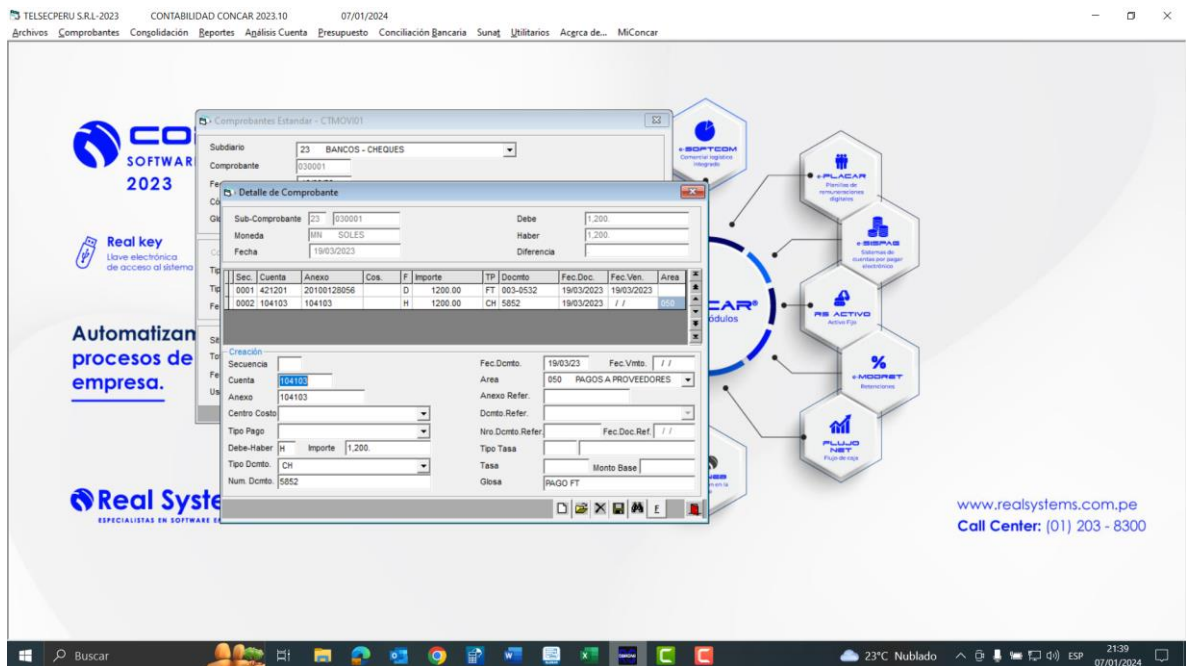 TELSECPERU S.R.L-2023 CONTABILIDAD CONCAR 2023.10 07/01/2024
Archivos Comprobantes Consolidación Reportes Análisis Cuenta Presupuesto Conciliación Bancaria Sunat Utilitarios Acerca de... MiConcar
SOFTWAR
2023
Real key
Llave electrónica
de acceso al sistema
Automatizan
procesos de
empresa.
Real Syste
ESPECIALISTAS EN SOFTWARE E
Comprobantes Estandar - CTMOVI01
Subdiario 23 BANCOS - CHEQUES
Comprobante 030001
Detalle de Comprobante
Sub-Comprobante 23 030001 Debe 1,200.
Moneda MN SOLES Haber 1,200.
Fecha 19/03/2023 Diferencia
Sec. Cuenta Anexo Cos. F Importe TP Docmto Fec.Doc. Fec.Ven. Area
0001 421201 20100128056 D 1200.00 FT 003-0532 19/03/2023 19/03/2023
0002 104103 104103 H 1200.00 CH 5852 19/03/2023 / / 050
Creación
Secuencia Fec.Dcmto. 19/03/23 Fec.Vmto. / /
Cuenta 104103 Area 050 PAGOS A PROVEEDORES
Anexo 104103 Anexo Refer.
Centro Costo Dcmto.Refer.
Tipo Pago Nro.Dcmto.Refer. Fec.Doc.Ref. / /
Debe-Haber H Importe 1,200. Tipo Tasa
Tipo Dcmto. CH Tasa Monto Base
Num. Dcmto. 5852 Glosa PAGO FT
e-SOFTCOM
Comercial logístico
integrado
e-PLACAR
Planillas de
remuneraciones
digitales
e-SISPAG
Sistemas de
cuentas por pagar
electrónico
RS ACTIVO
Activo Fijo
e-MODRET
Retenciones
FLUJO
NET
Flujo de caja
CAR®
ódulos
www.realsystems.com.pe
Call Center: (01) 203 - 8300
Buscar
23°C Nublado ESP 21:39
07/01/2024